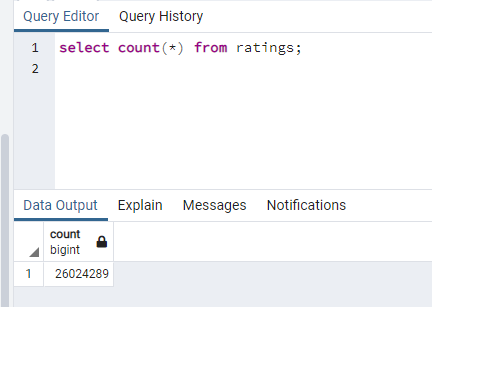 Query Editor Query History
1 select count(*) from ratings;
2
Data Output Explain Messages Notifications
count
bigint
1 26024289